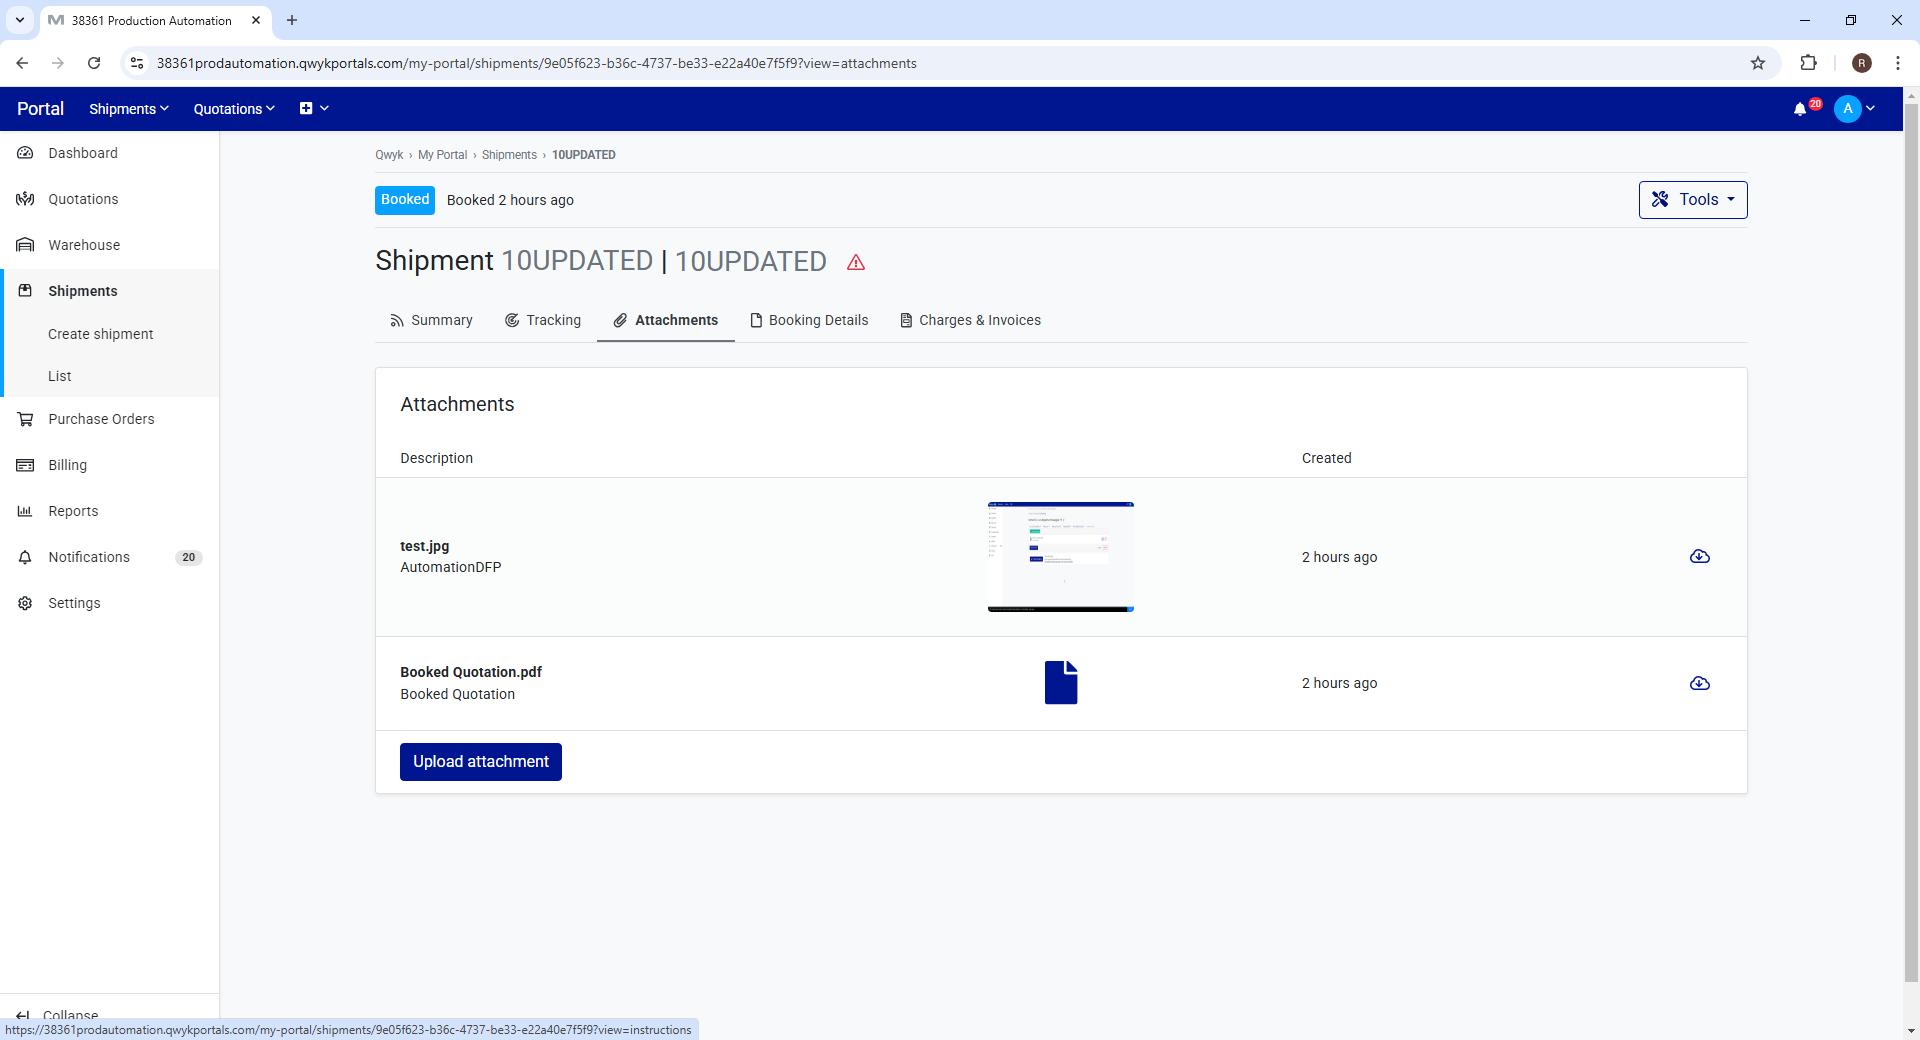 38361 Production Automation
38361prodautomation.qwykportals.com/my-portal/shipments/9e05f623-b36c-4737-be33-e22a40e7f5f9?view=attachments
R
Portal
Shipments
Quotations
20
A
Dashboard
Quotations
Warehouse
Shipments
Create shipment
List
Purchase Orders
Billing
Reports
Notifications 20
Settings
Collapse
Qwyk › My Portal › Shipments › 10UPDATED
Booked Booked 2 hours ago
Tools
Shipment 10UPDATED | 10UPDATED
Summary
Tracking
Attachments
Booking Details
Charges & Invoices
Attachments
Description Created
test.jpg
AutomationDFP
2 hours ago
Booked Quotation.pdf
Booked Quotation
2 hours ago
Upload attachment
https://38361prodautomation.qwykportals.com/my-portal/shipments/9e05f623-b36c-4737-be33-e22a40e7f5f9?view=instructions